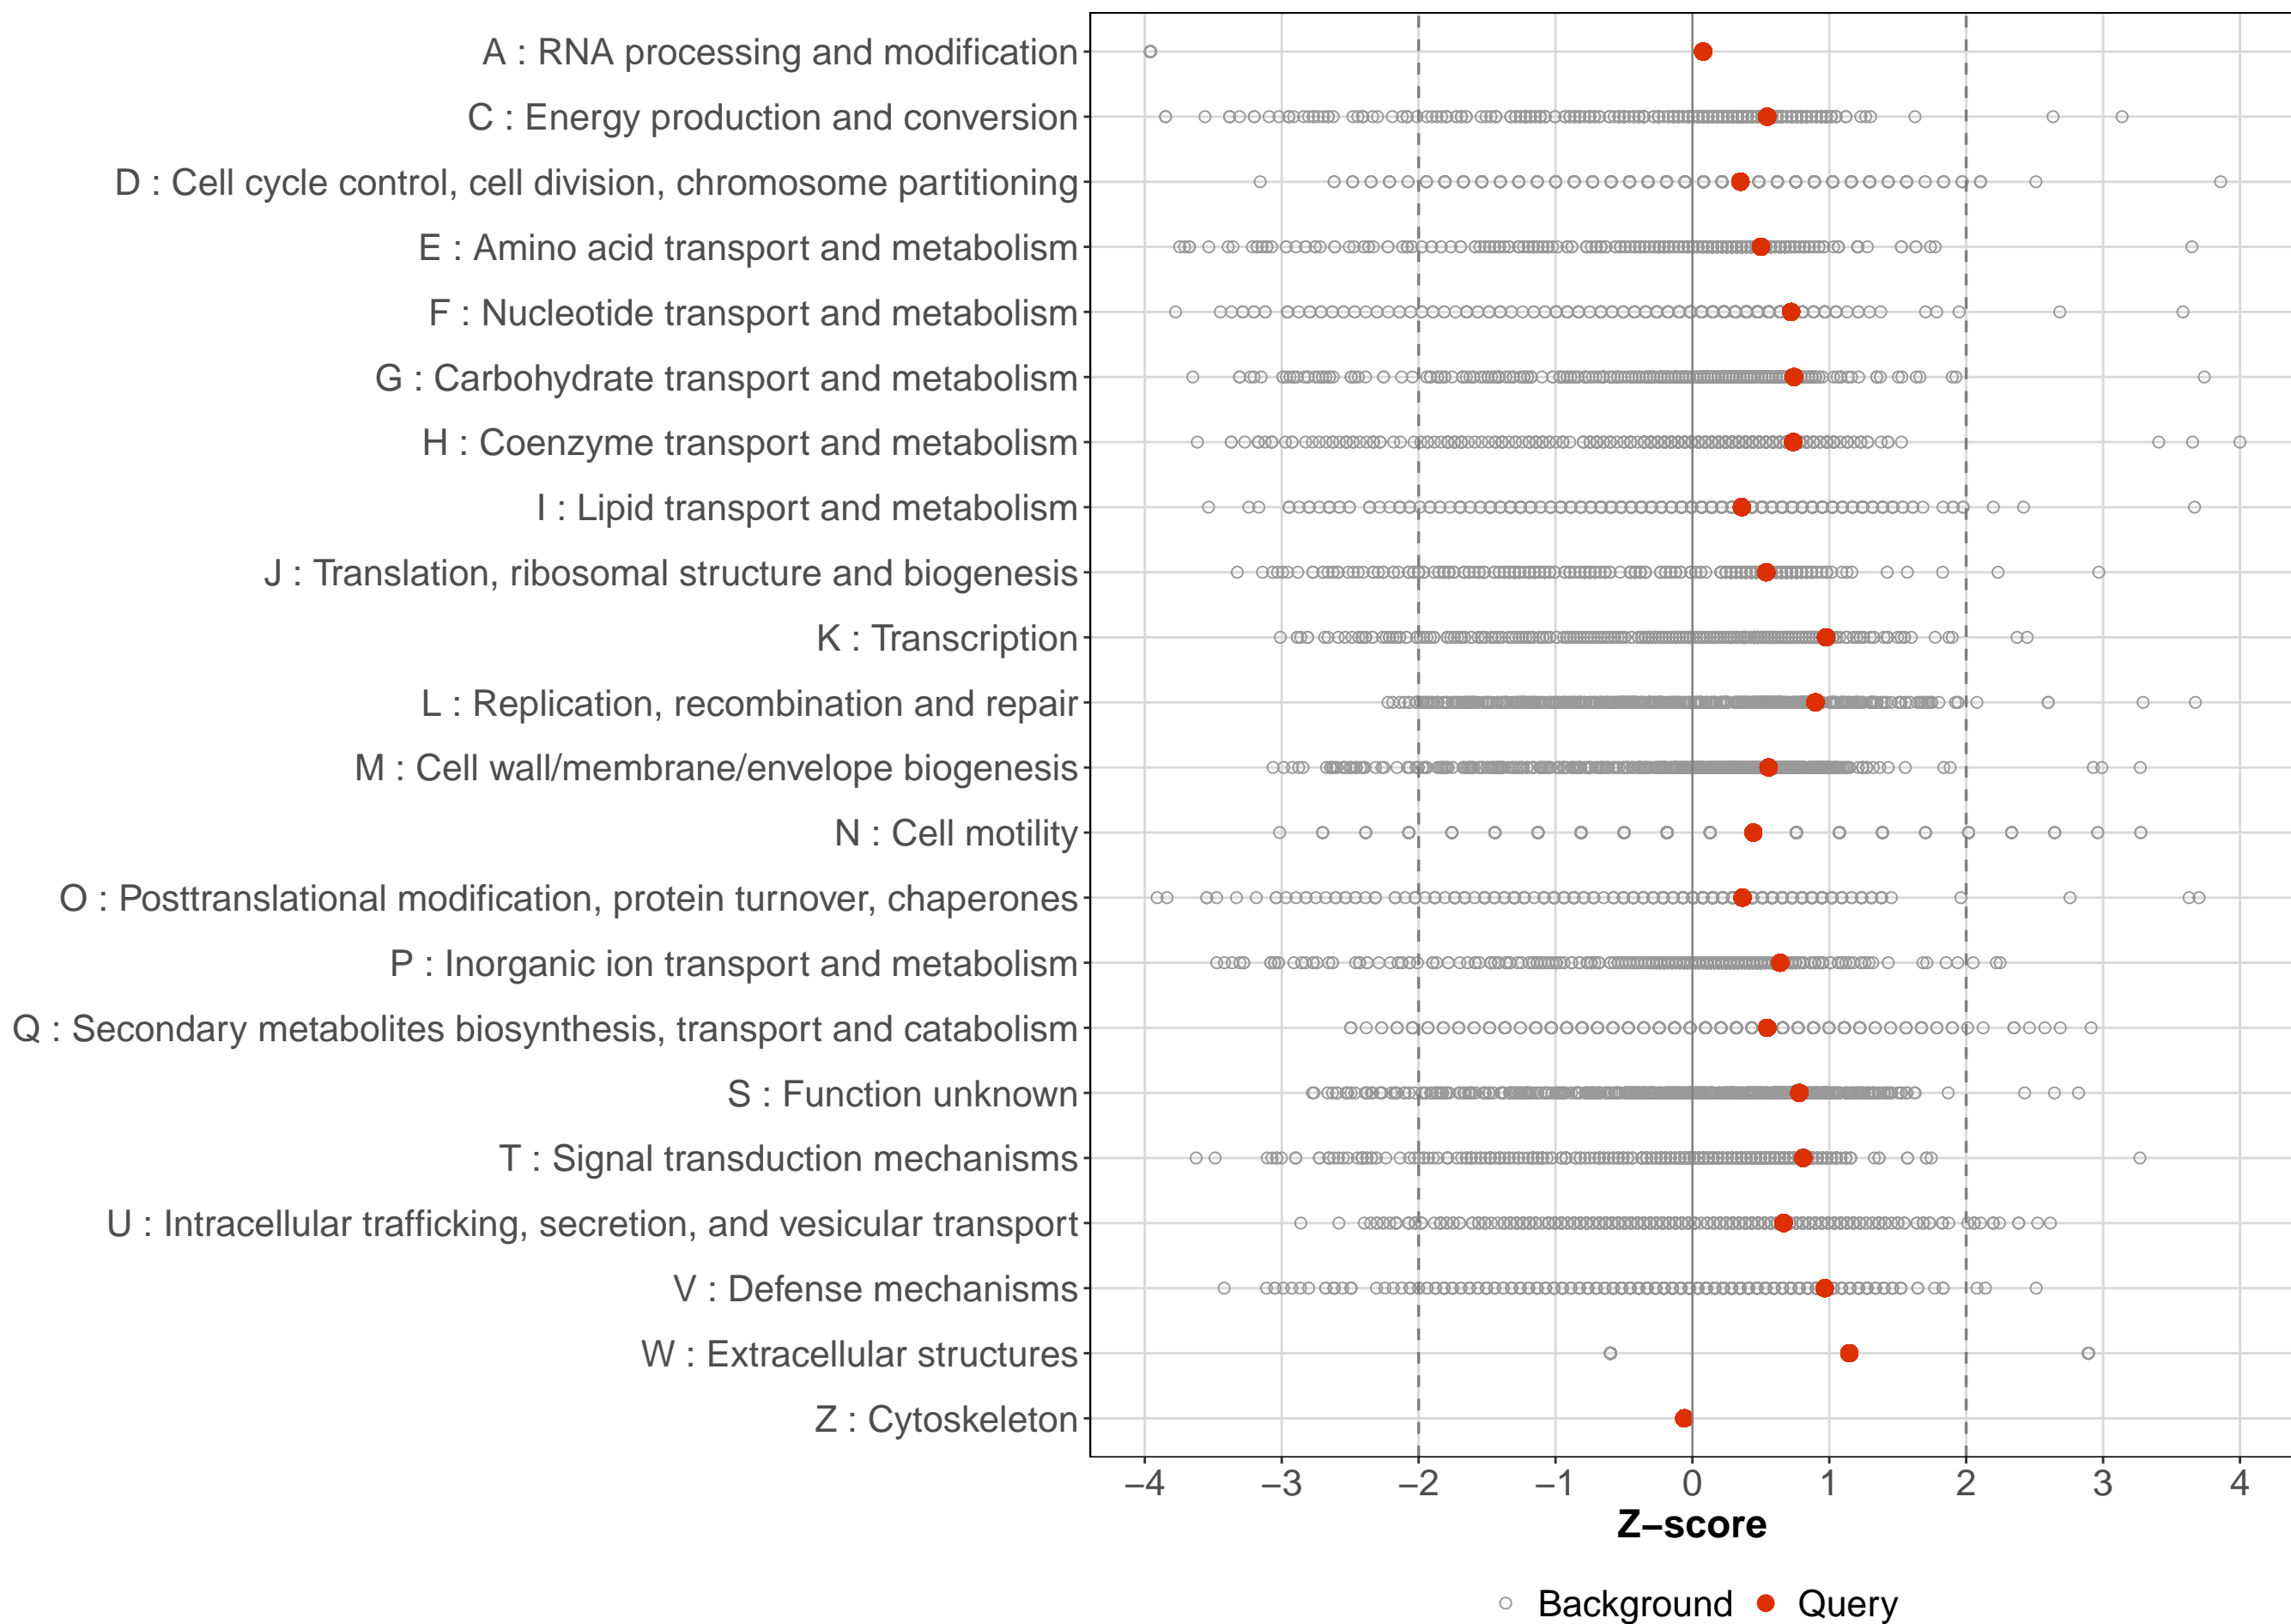 A : RNA processing and modification
C : Energy production and conversion
D : Cell cycle control, cell division, chromosome partitioning
E : Amino acid transport and metabolism
F : Nucleotide transport and metabolism
G : Carbohydrate transport and metabolism
H : Coenzyme transport and metabolism
I : Lipid transport and metabolism
J : Translation, ribosomal structure and biogenesis
K : Transcription
L : Replication, recombination and repair
M : Cell wall/membrane/envelope biogenesis
N : Cell motility
O : Posttranslational modification, protein turnover, chaperones
P : Inorganic ion transport and metabolism
Q : Secondary metabolites biosynthesis, transport and catabolism
S : Function unknown
T : Signal transduction mechanisms
U : Intracellular trafficking, secretion, and vesicular transport
V : Defense mechanisms
W : Extracellular structures
Z : Cytoskeleton
−4 −3 −2 −1 0 1 2 3 4
Z−score
Background Query